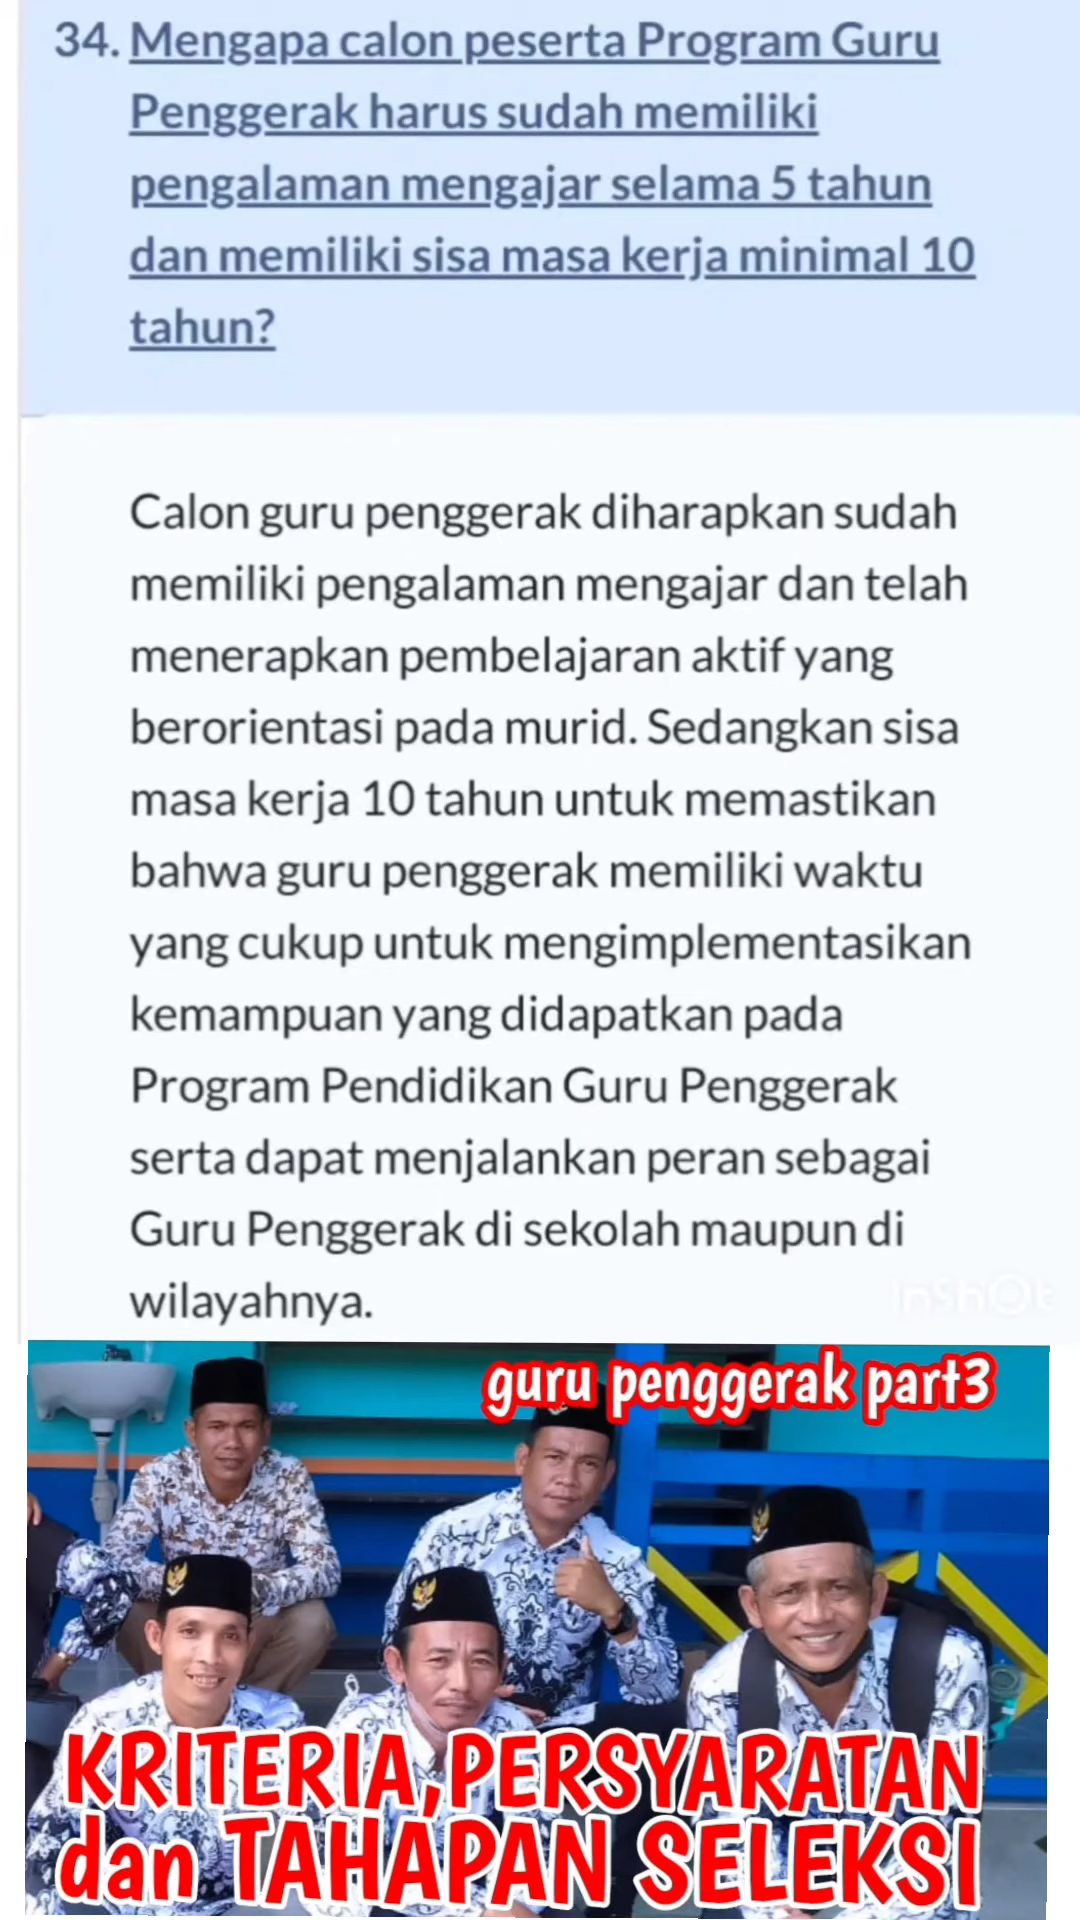 34. Mengapa calon peserta Program Guru
Penggerak harus sudah memiliki
pengalaman mengajar selama 5 tahun
dan memiliki sisa masa kerja minimal 10
tahun?
Calon guru penggerak diharapkan sudah
memiliki pengalaman mengajar dan telah
menerapkan pembelajaran aktif yang
berorientasi pada murid. Sedangkan sisa
masa kerja 10 tahun untuk memastikan
bahwa guru penggerak memiliki waktu
yang cukup untuk mengimplementasikan
kemampuan yang didapatkan pada
Program Pendidikan Guru Penggerak
serta dapat menjalankan peran sebagai
Guru Penggerak di sekolah maupun di
wilayahnya.
InShOt
guru penggerak part3
KRITERIA,PERSYARATAN
dan TAHAPAN SELEKSI